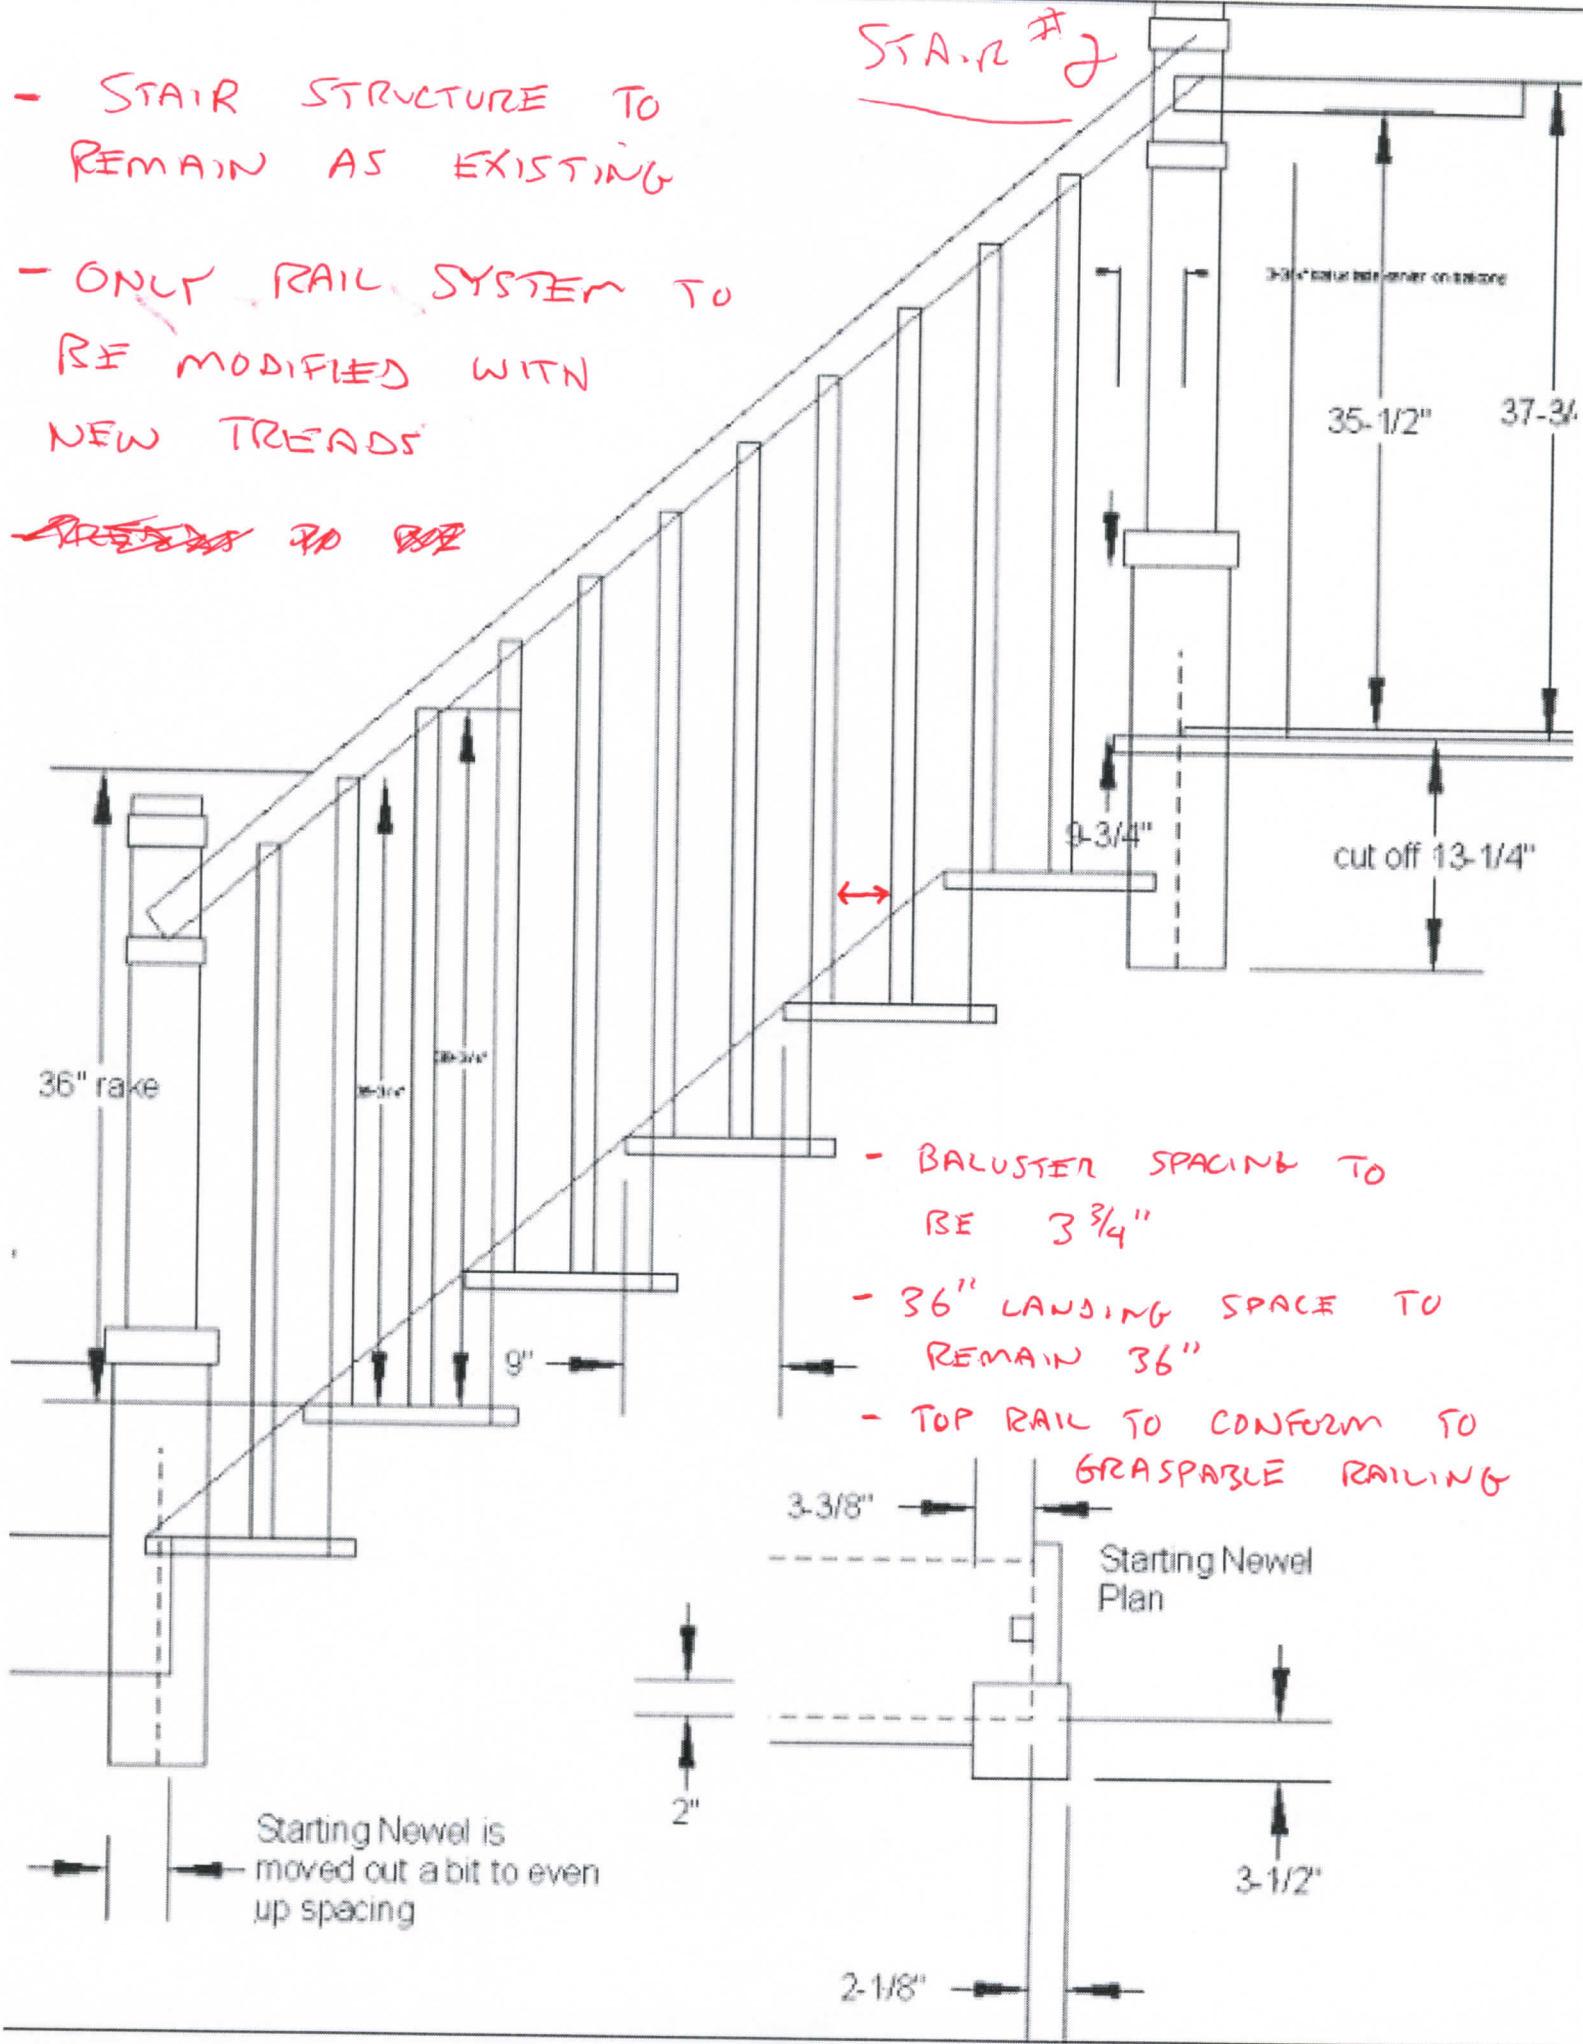 STAIR #2
- STAIR STRUCTURE TO
REMAIN AS EXISTING
- ONLY RAIL SYSTEM TO
BE MODIFIED WITH
NEW TREADS
35-1/2"
37-3/
9-3/4"
cut off 13-1/4"
36" rake
9"
- BALUSTER SPACING TO
BE 3 3/4"
- 36" LANDING SPACE TO
REMAIN 36"
- TOP RAIL TO CONFORM TO
GRASPABLE RAILING
3-3/8"
Starting Newel
Plan
2"
3-1/2"
Starting Newel is
moved out a bit to even
up spacing
2-1/8"